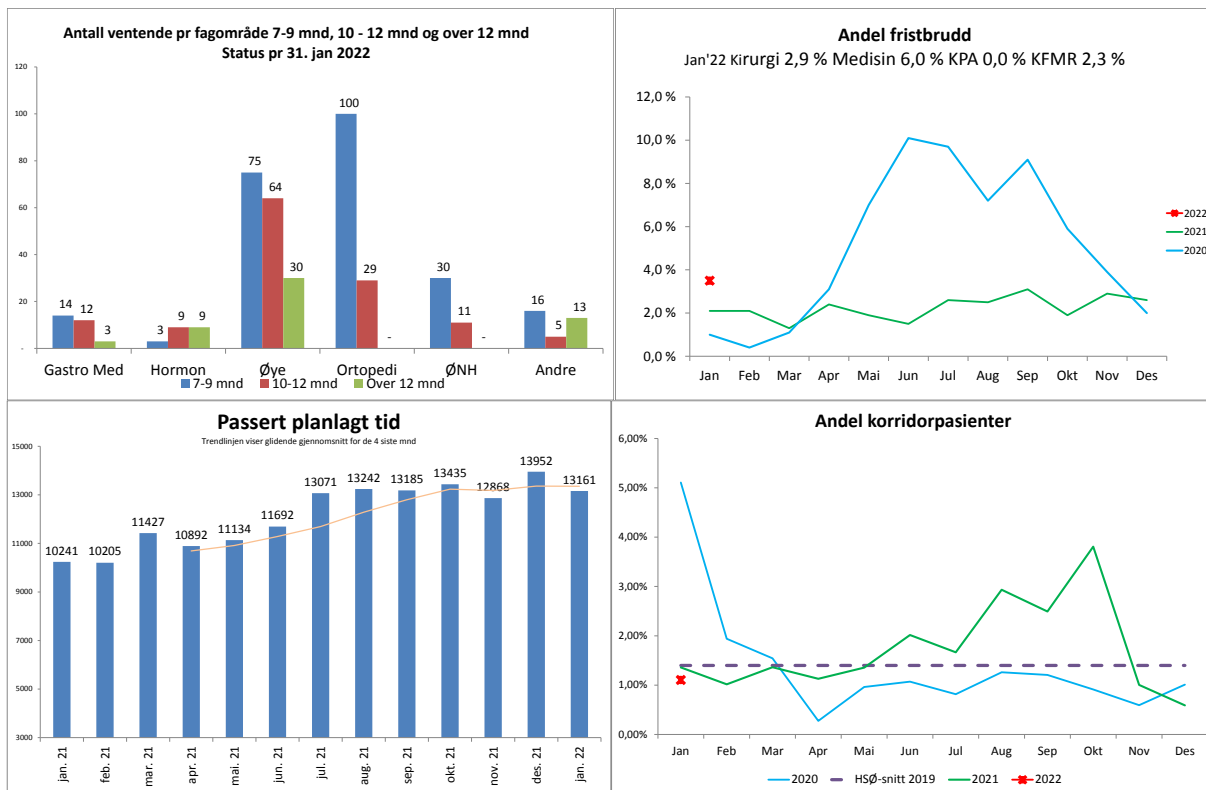 Antall ventende pr fagområde 7-9 mnd, 10 - 12 mnd og over 12 mnd
Status pr 31. jan 2022
120
100
80
60
40
20
-
14 12 3
3 9 9
75 64 30
100 29 -
30 11 -
16 5 13
Gastro Med Hormon Øye Ortopedi ØNH Andre
7-9 mnd 10-12 mnd Over 12 mnd
Andel fristbrudd
Jan'22 Kirurgi 2,9 % Medisin 6,0 % KPA 0,0 % KFMR 2,3 %
12,0 %
10,0 %
8,0 %
6,0 %
4,0 %
2,0 %
0,0 %
Jan Feb Mar Apr Mai Jun Jul Aug Sep Okt Nov Des
2022
2021
2020
Passert planlagt tid
Trendlinjen viser glidende gjennomsnitt for de 4 siste mnd
15000
13000
11000
9000
7000
5000
3000
10241 10205 11427 10892 11134 11692 13071 13242 13185 13435 12868 13952 13161
jan. 21 feb. 21 mar. 21 apr. 21 mai. 21 jun. 21 jul. 21 aug. 21 sep. 21 okt. 21 nov. 21 des. 21 jan. 22
Andel korridorpasienter
6,00%
5,00%
4,00%
3,00%
2,00%
1,00%
0,00%
Jan Feb Mar Apr Mai Jun Jul Aug Sep Okt Nov Des
2020 HSØ-snitt 2019 2021 2022